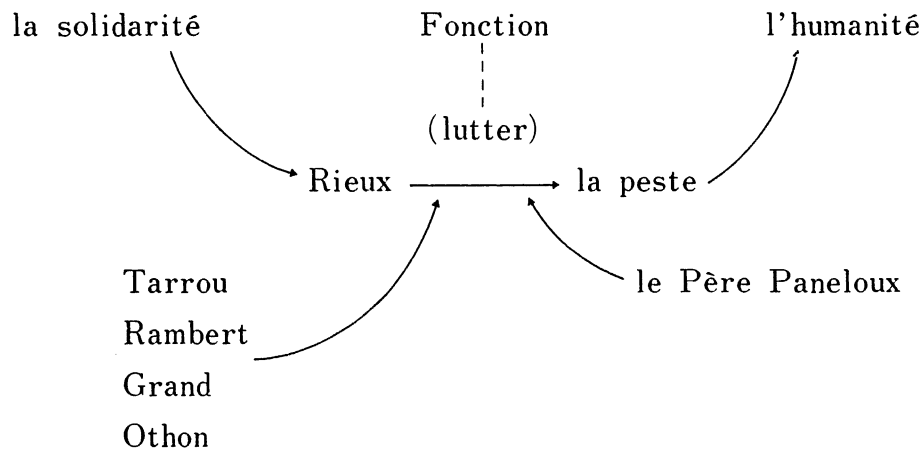 la solidarité Fonction l'humanité
(lutter)
Rieux la peste
Tarrou le Père Paneloux
Rambert
Grand
Othon